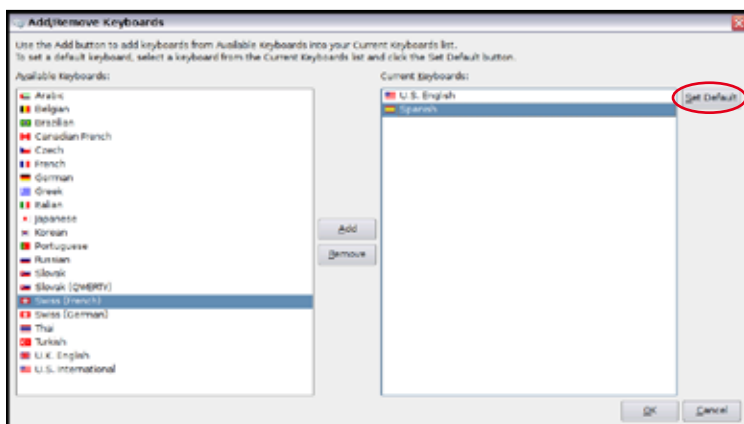 Add/Remove Keyboards
Use the Add button to add keyboards from Available Keyboards into your Current Keyboards list.
To set a default keyboard, select a keyboard from the Current Keyboards list and click the Set Default button.
Available Keyboards:
Arabic
Belgian
Brazilian
Canadian French
Czech
French
German
Greek
Italian
Japanese
Korean
Portuguese
Russian
Slovak
Slovak (QWERTY)
Swiss (French)
Swiss (German)
Thai
Turkish
U.K. English
U.S. International
Add
Remove
Current Keyboards:
U.S. English
Spanish
Set Default
OK
Cancel